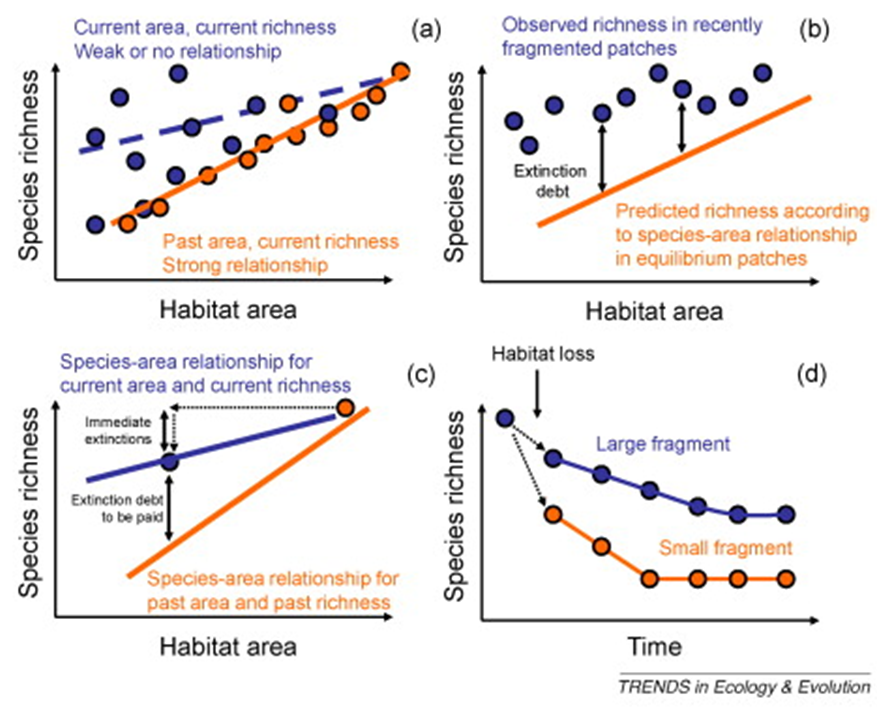 Current area, current richness
Weak or no relationship
(a)
Species richness
Past area, current richness
Strong relationship
Habitat area
Observed richness in recently
fragmented patches
(b)
Species richness
Extinction
debt
Predicted richness according
to species-area relationship
in equilibrium patches
Habitat area
Species-area relationship for
current area and current richness
(c)
Species richness
Immediate
extinctions
Extinction debt
to be paid
Species-area relationship for
past area and past richness
Habitat area
Habitat loss
(d)
Species richness
Large fragment
Small fragment
Time
TRENDS in Ecology & Evolution